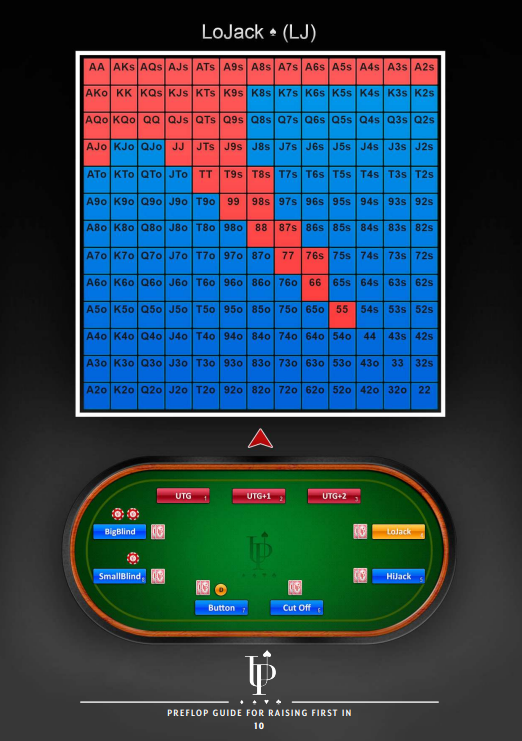 LoJack ♠ (LJ)
AA AKs AQs AJs ATs A9s A8s A7s A6s A5s A4s A3s A2s
AKo KK KQs KJs KTs K9s K8s K7s K6s K5s K4s K3s K2s
AQo KQo QQ QJs QTs Q9s Q8s Q7s Q6s Q5s Q4s Q3s Q2s
AJo KJo QJo JJ JTs J9s J8s J7s J6s J5s J4s J3s J2s
ATo KTo QTo JTo TT T9s T8s T7s T6s T5s T4s T3s T2s
A9o K9o Q9o J9o T9o 99 98s 97s 96s 95s 94s 93s 92s
A8o K8o Q8o J8o T8o 98o 88 87s 86s 85s 84s 83s 82s
A7o K7o Q7o J7o T7o 97o 87o 77 76s 75s 74s 73s 72s
A6o K6o Q6o J6o T6o 96o 86o 76o 66 65s 64s 63s 62s
A5o K5o Q5o J5o T5o 95o 85o 75o 65o 55 54s 53s 52s
A4o K4o Q4o J4o T4o 94o 84o 74o 64o 54o 44 43s 42s
A3o K3o Q3o J3o T3o 93o 83o 73o 63o 53o 43o 33 32s
A2o K2o Q2o J2o T2o 92o 82o 72o 62o 52o 42o 32o 22
UTG 1 UTG+1 2 UTG+2 3
BigBlind LoJack
SmallBlind HiJack
Button Cut Off
PREFLOP GUIDE FOR RAISING FIRST IN
10